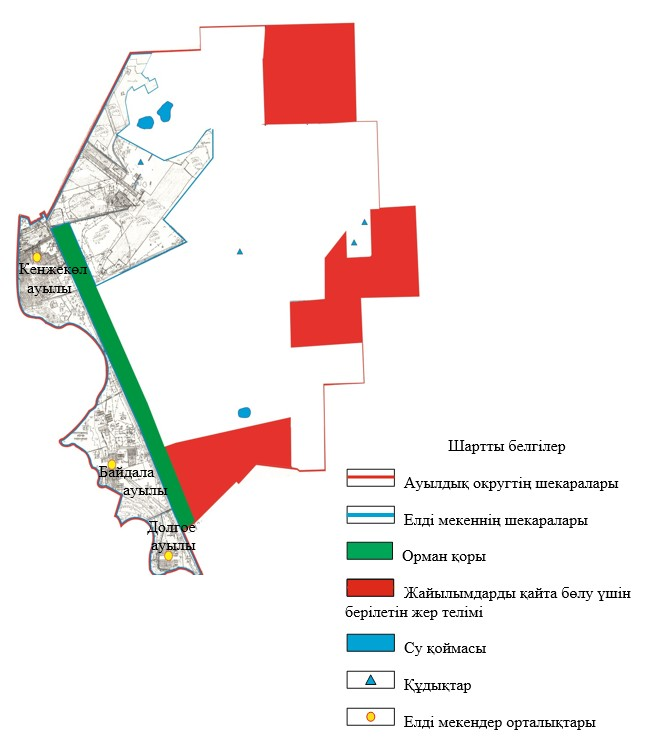 Кенжекөл
ауылы
Байдала
ауылы
Долгое
ауылы
Шартты белгілер
Ауылдық округтің шекаралары
Елді мекеннің шекаралары
Орман қоры
Жайылымдарды қайта бөлу үшін
берілетін жер телімі
Су қоймасы
Құдықтар
Елді мекендер орталықтары